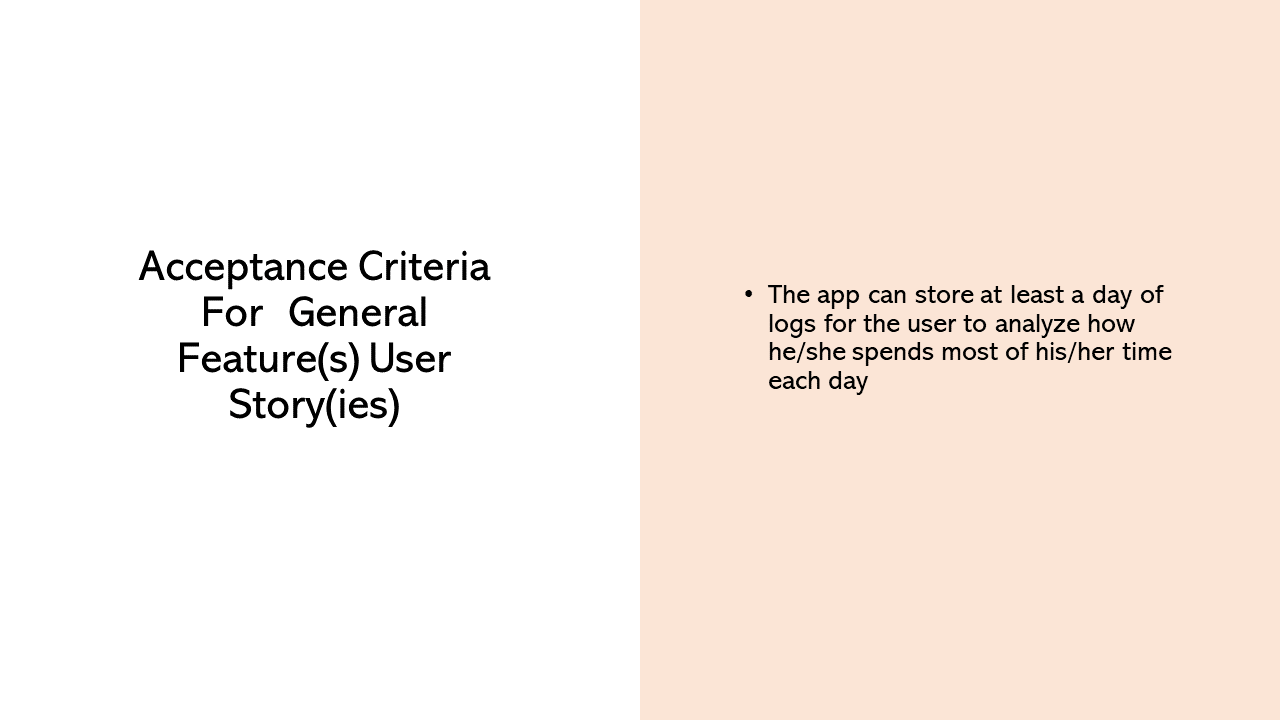 Acceptance Criteria
For General
Feature(s) User
Story(ies)
• The app can store at least a day of
logs for the user to analyze how
he/she spends most of his/her time
each day